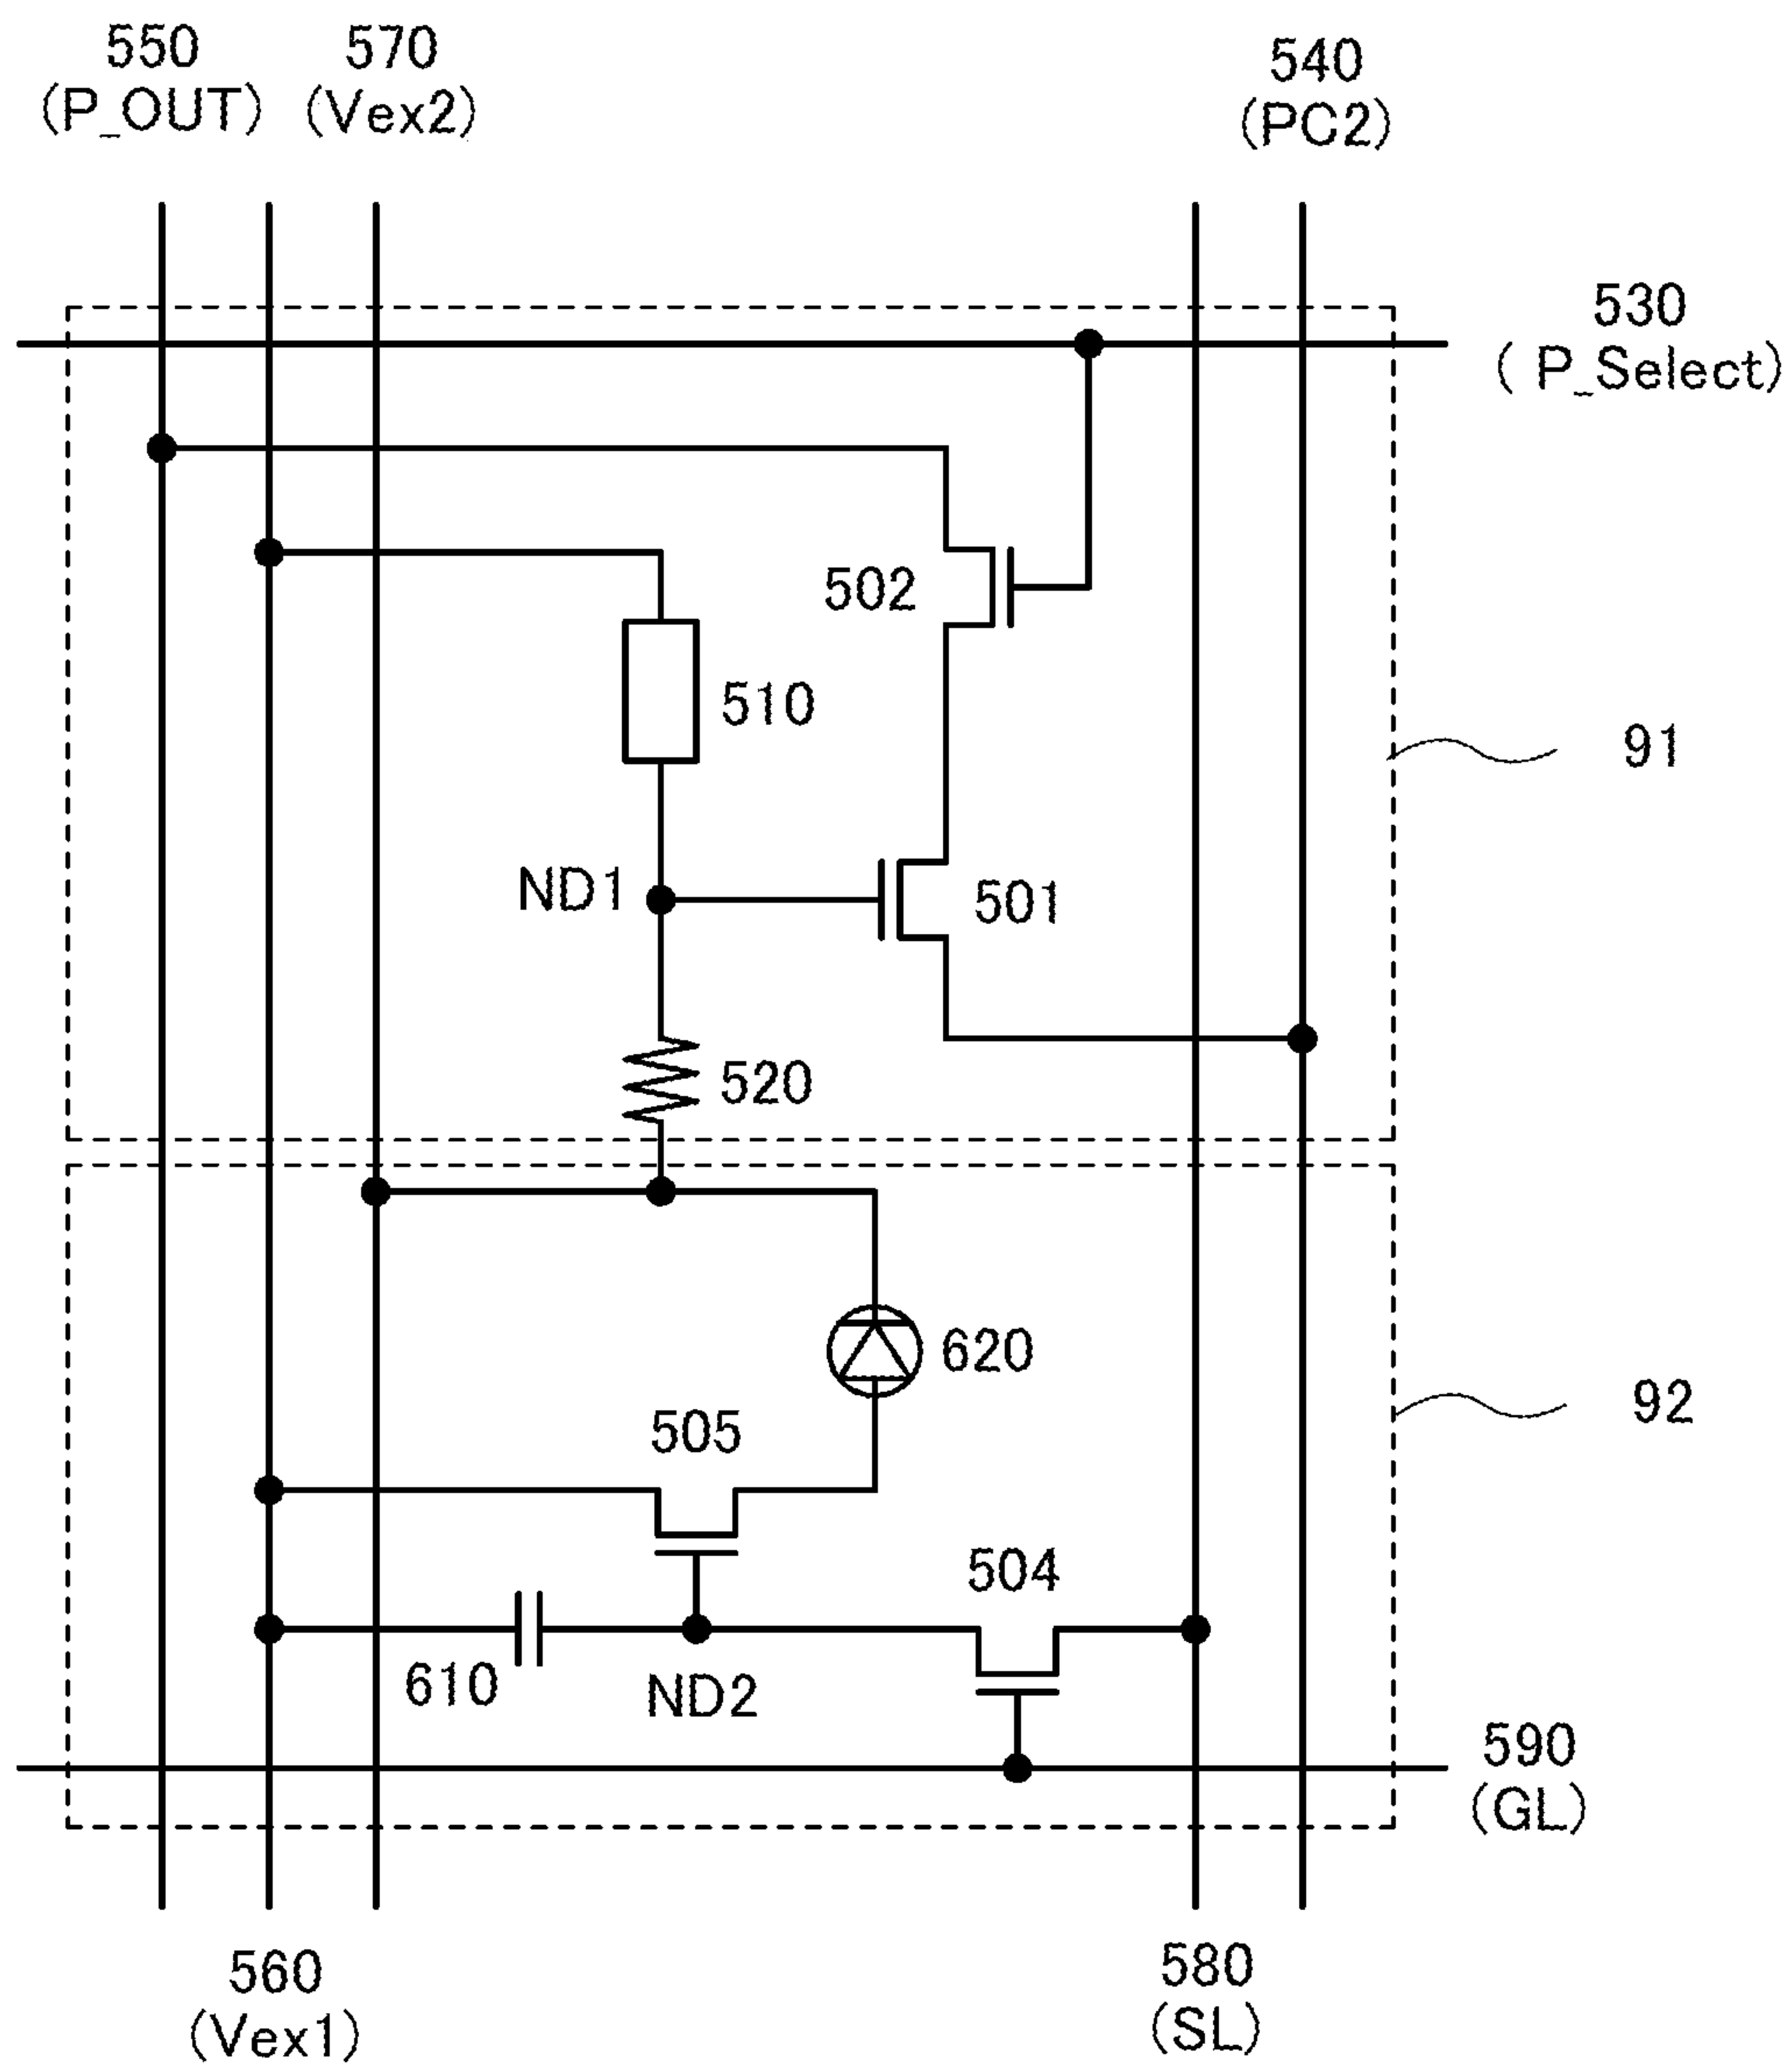 550
(P_OUT)
570
(Vex2)
540
(PC2)
530
( P_Select)
502
510
91
ND1
501
520
620
92
505
504
610
ND2
590
(GL)
560
(Vex1)
580
(SL)